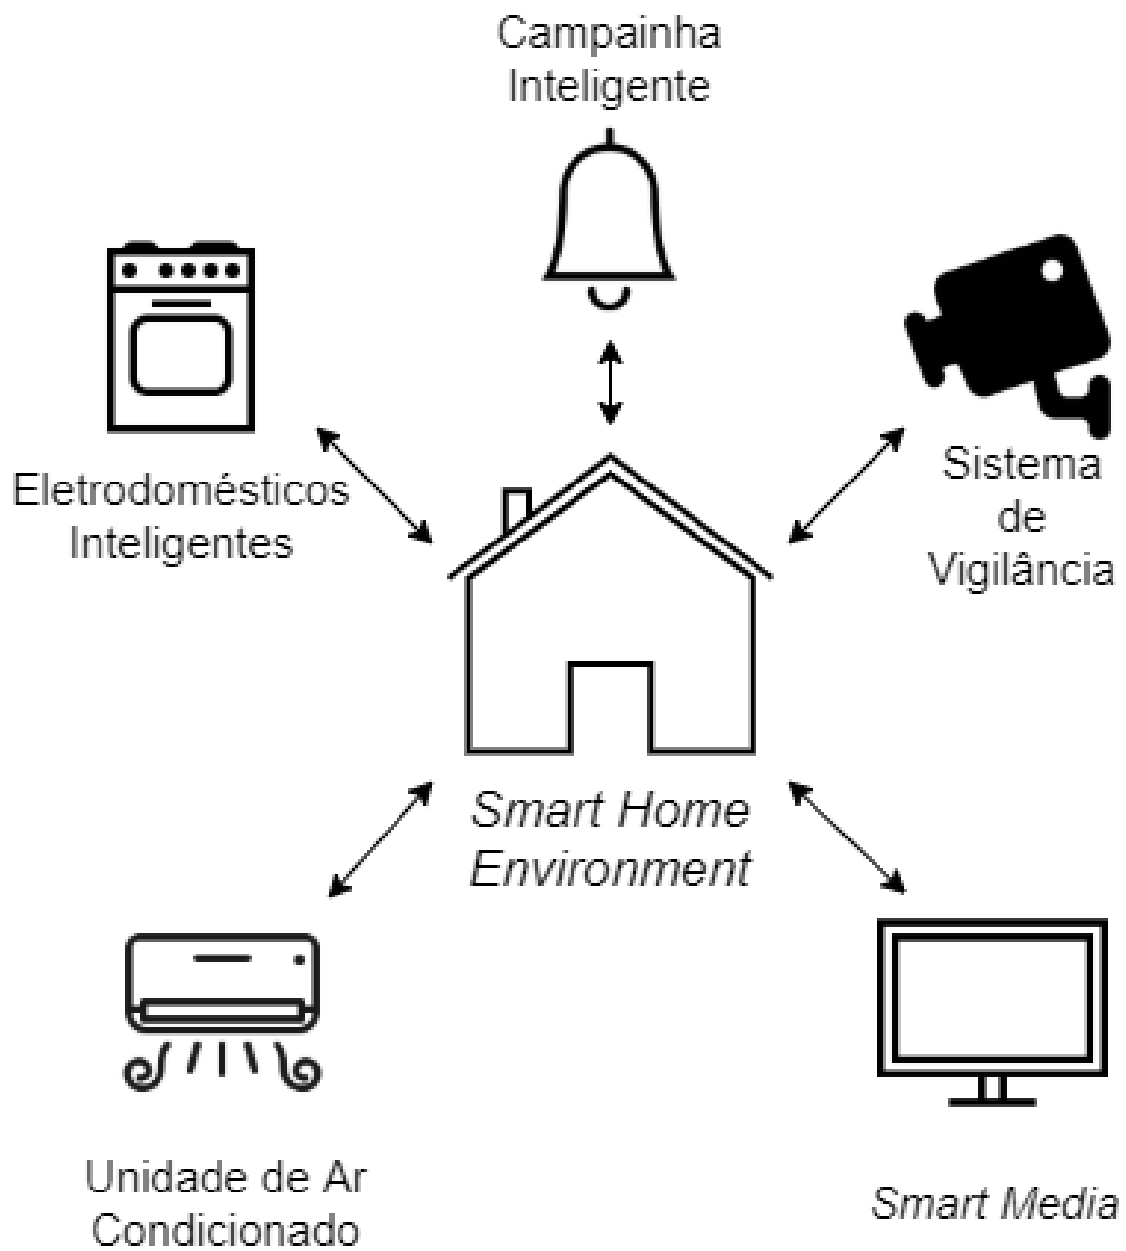 Campainha
Inteligente
Eletrodomésticos
Inteligentes
Sistema
de
Vigilância
Smart Home
Environment
Unidade de Ar
Condicionado
Smart Media